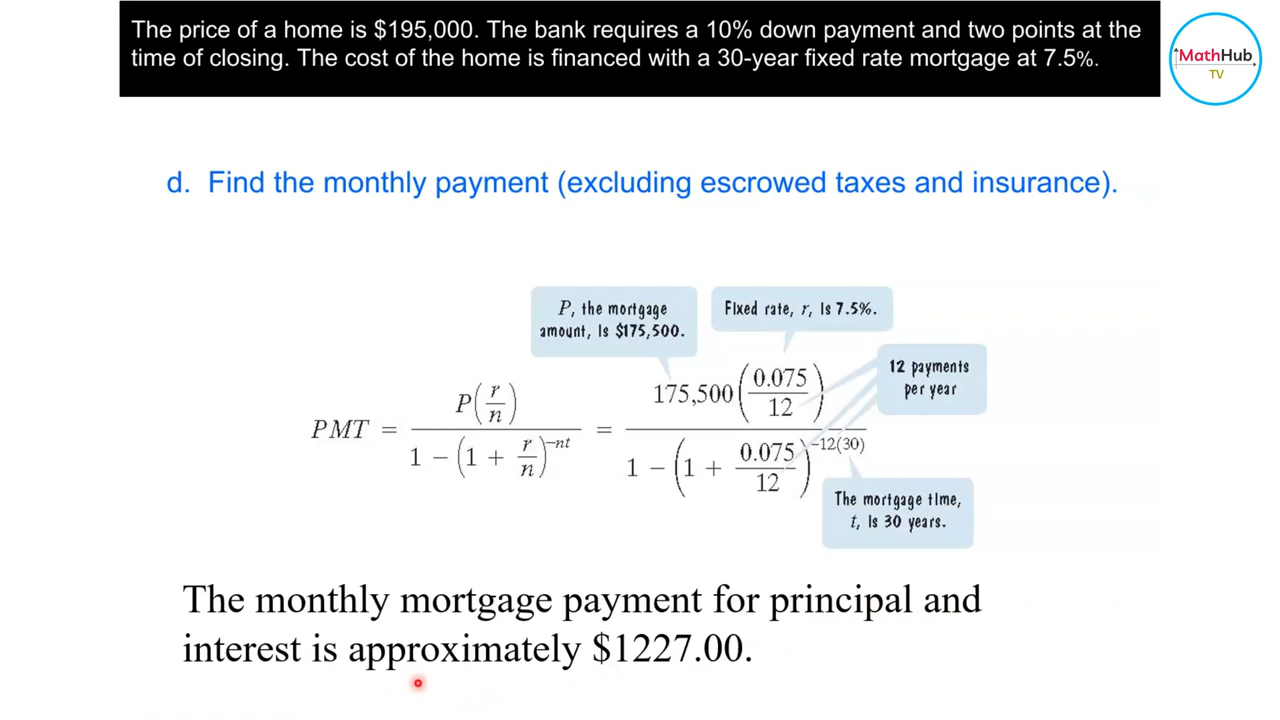 The price of a home is $195,000. The bank requires a 10% down payment and two points at the
time of closing. The cost of the home is financed with a 30-year fixed rate mortgage at 7.5%.
MathHub
TV
d. Find the monthly payment (excluding escrowed taxes and insurance).
P, the mortgage
amount, is $175,500.
Fixed rate, r, is 7.5%.
12 payments
per year
PMT = P(r/n) / (1 − (1 + r/n)^−nt) = 175,500(0.075/12) / (1 − (1 + 0.075/12)^−12(30))
The mortgage time,
t, is 30 years.
The monthly mortgage payment for principal and
interest is approximately $1227.00.